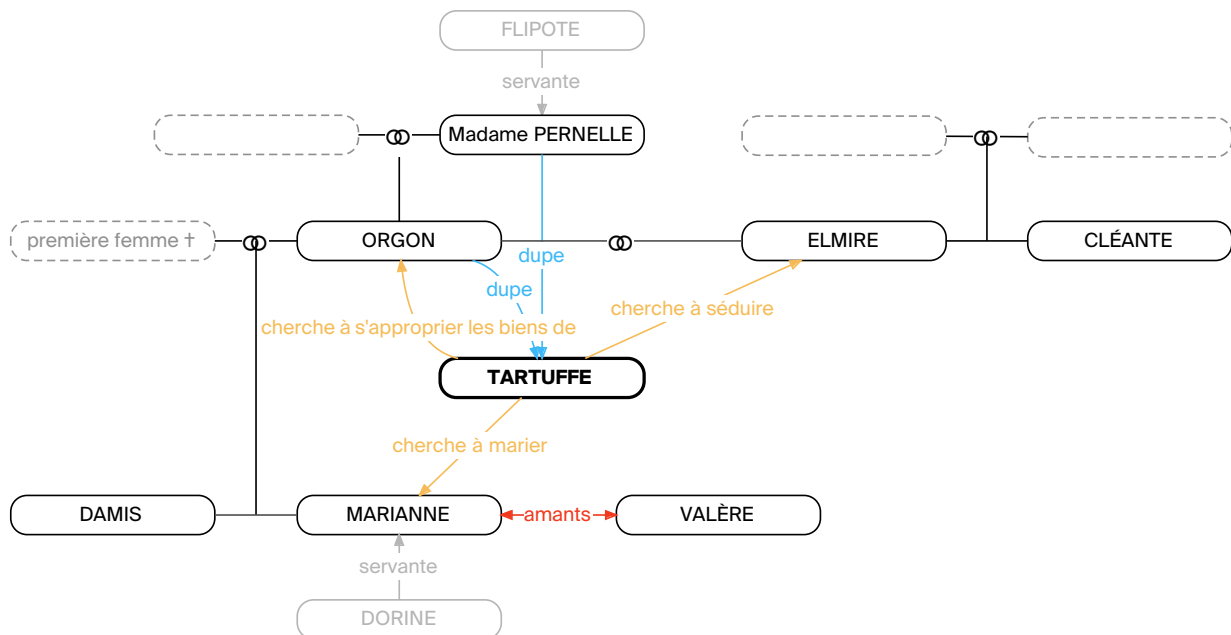 FLIPOTE
servante
Madame PERNELLE
première femme †
ORGON
ELMIRE
CLÉANTE
dupe
dupe
cherche à séduire
cherche à s'approprier les biens de
TARTUFFE
cherche à marier
DAMIS
MARIANNE
amants
VALÈRE
servante
DORINE